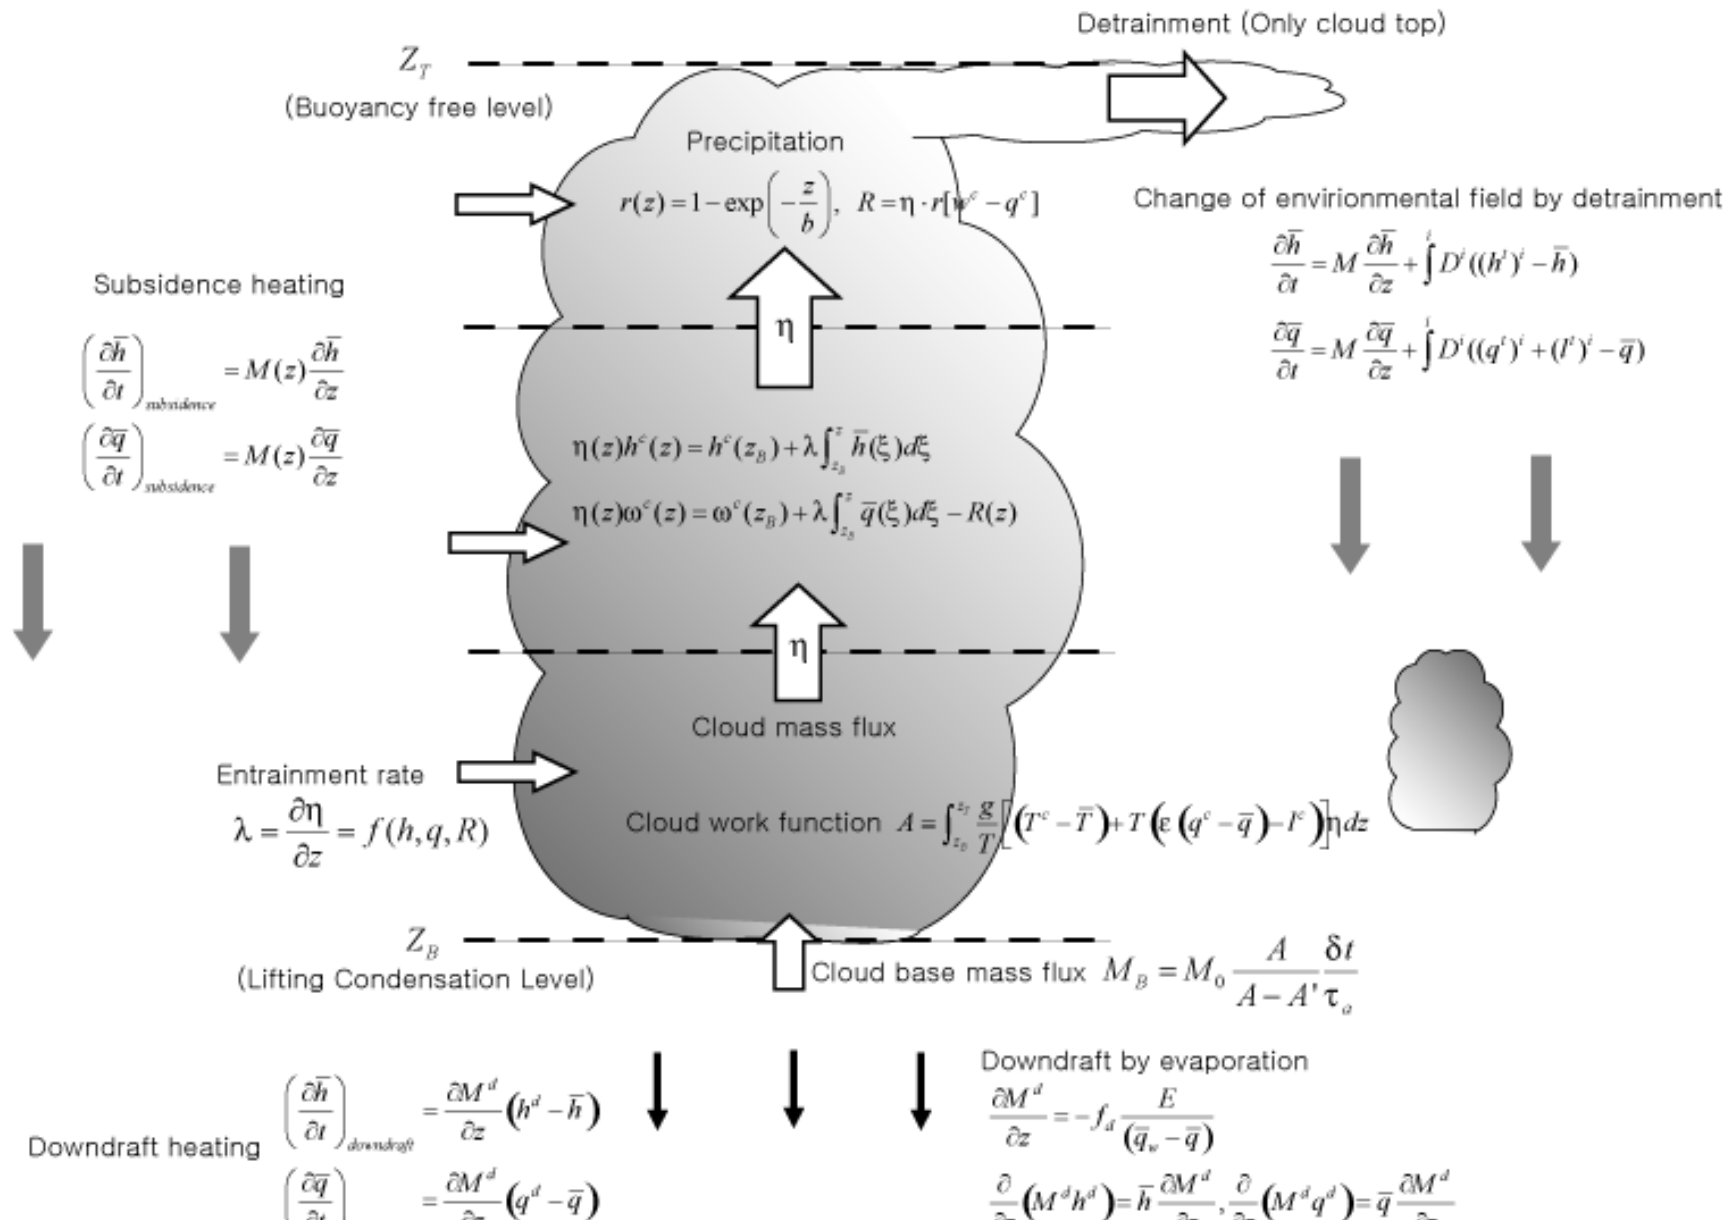 Detrainment (Only cloud top)
Z_T
(Buoyancy free level)
Precipitation
r(z) = 1 − exp(−z/b), R = η · r[w^c − q^c]
Change of envirionmental field by detrainment
∂h̅/∂t = M ∂h̅/∂z + ∫^i D^i((h^t)^i − h̅)
∂q̅/∂t = M ∂q̅/∂z + ∫^i D^i((q^t)^i + (l^t)^i − q̅)
Subsidence heating
(∂h̅/∂t)_subsidence = M(z) ∂h̅/∂z
(∂q̅/∂t)_subsidence = M(z) ∂q̅/∂z
η
η(z)h^c(z) = h^c(z_B) + λ∫_{z_B}^{z} h̅(ξ)dξ
η(z)ω^c(z) = ω^c(z_B) + λ∫_{z_B}^{z} q̅(ξ)dξ − R(z)
η
Cloud mass flux
Entrainment rate
λ = ∂η/∂z = f(h, q, R)
Cloud work function A = ∫_{z_B}^{z_T} g/T [(T^c − T̅) + T(ε(q^c − q̅) − l^c)]η dz
Z_B
(Lifting Condensation Level)
Cloud base mass flux M_B = M_0 A/(A − A') δt/τ_a
Downdraft by evaporation
∂M^d/∂z = −f_d E/(q̅_w − q̅)
∂/∂z(M^d h^d) = h̅ ∂M^d/∂z, ∂/∂z(M^d q^d) = q̅ ∂M^d/∂z
Downdraft heating
(∂h̅/∂t)_downdraft = ∂M^d/∂z (h^d − h̅)
(∂q̅/∂t) = ∂M^d/∂z (q^d − q̅)